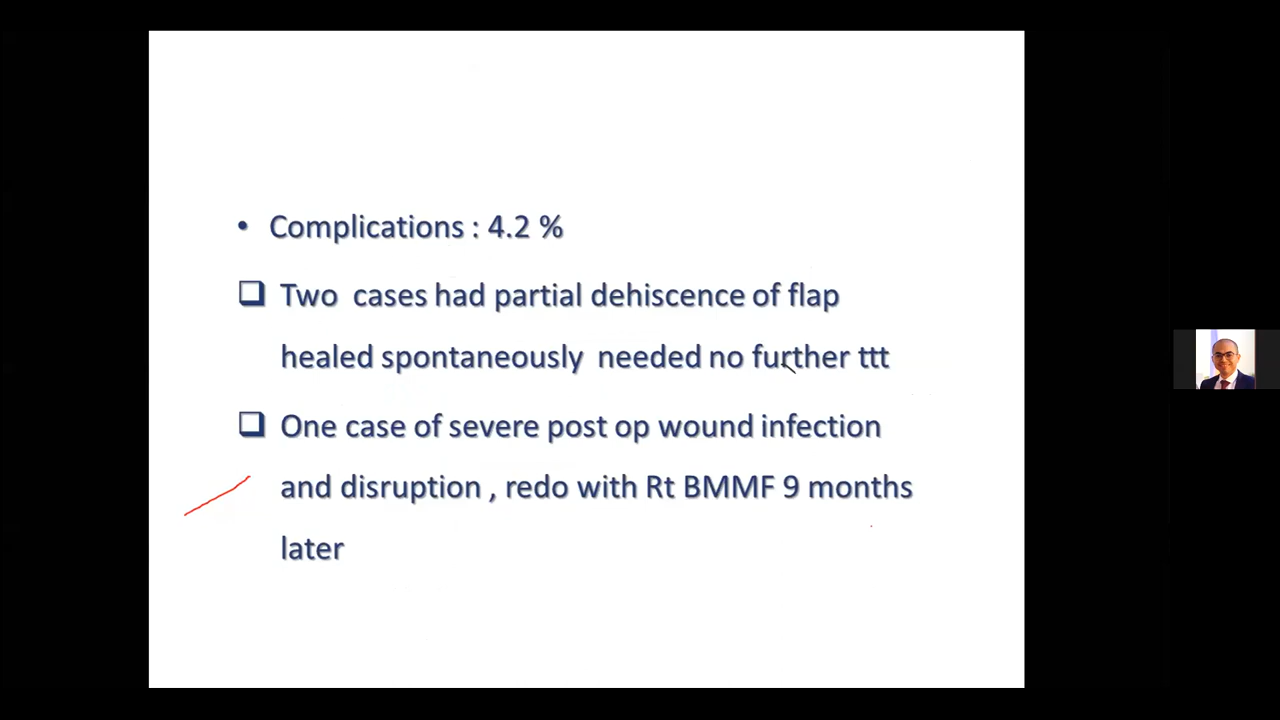 • Complications : 4.2 %
❑ Two cases had partial dehiscence of flap
healed spontaneously needed no further ttt
❑ One case of severe post op wound infection
and disruption , redo with Rt BMMF 9 months
later